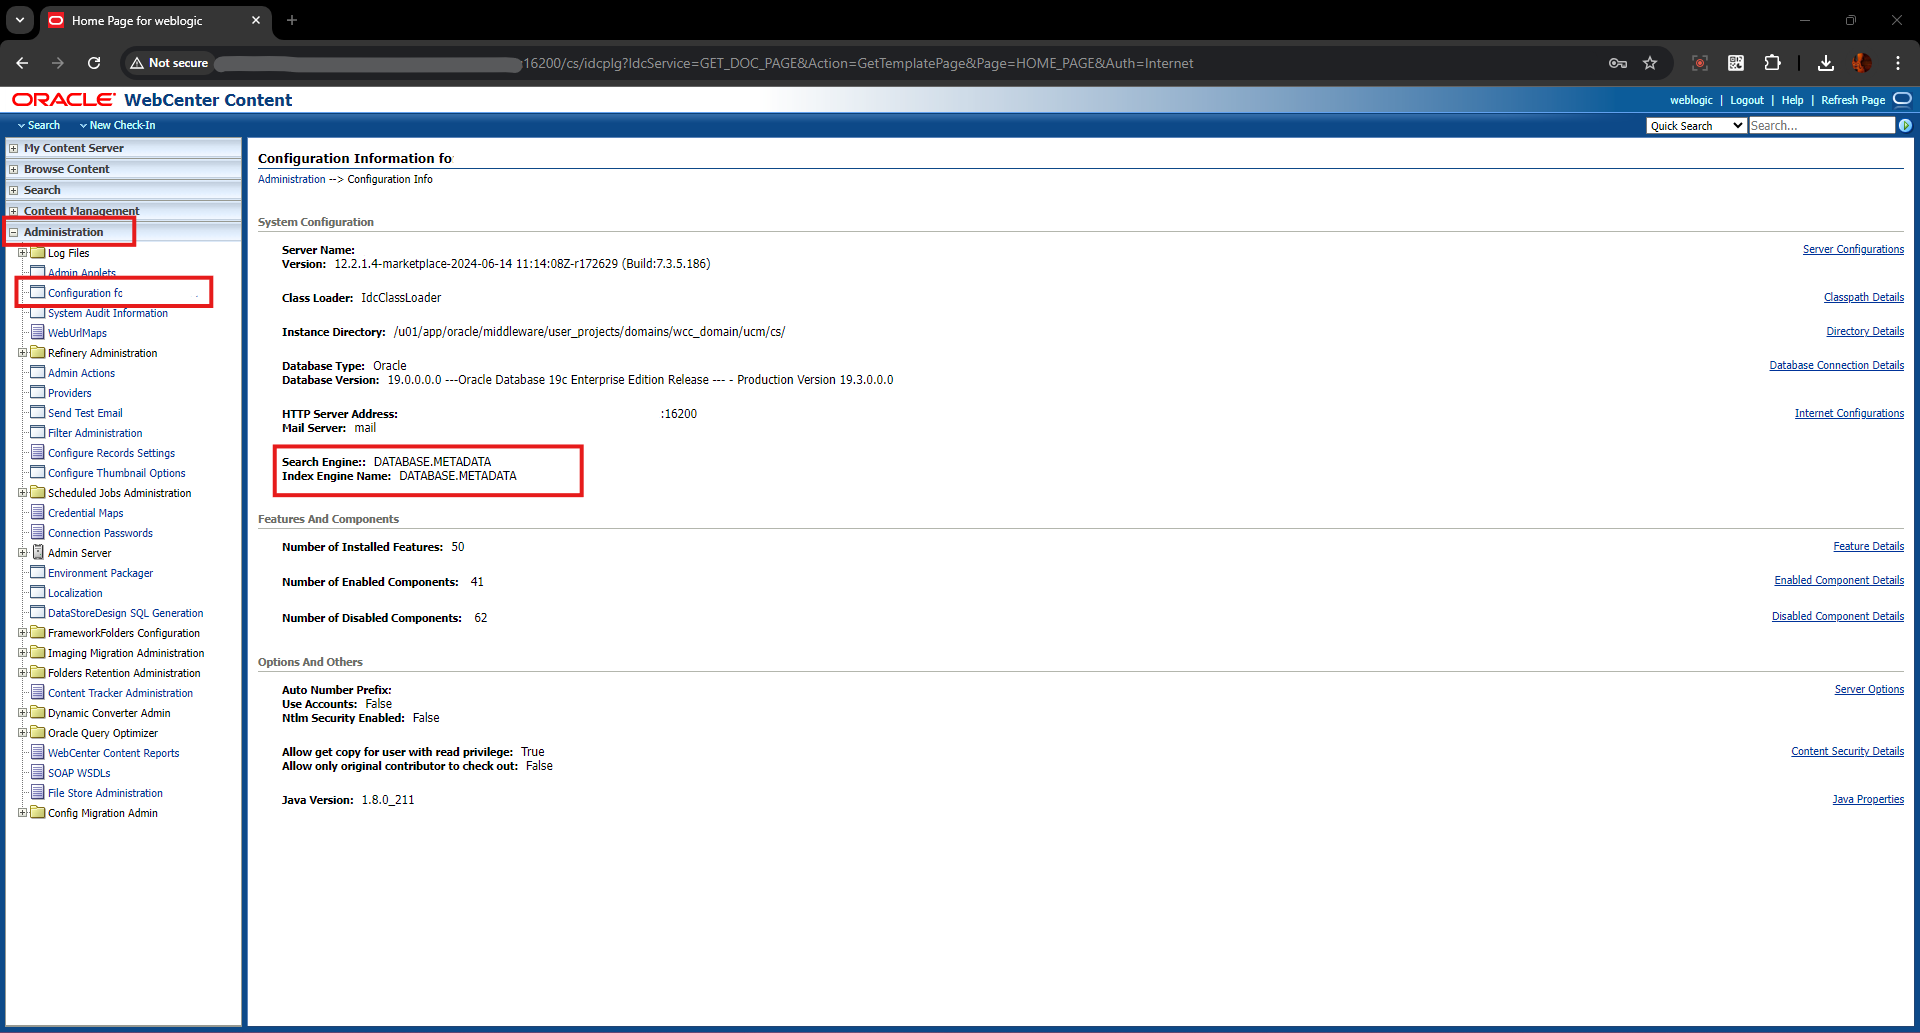 Home Page for weblogic
Not secure
:16200/cs/idcplg?IdcService=GET_DOC_PAGE&Action=GetTemplatePage&Page=HOME_PAGE&Auth=Internet
ORACLE WebCenter Content
weblogic | Logout | Help | Refresh Page
Search New Check-In
Quick Search Search...
My Content Server
Browse Content
Search
Content Management
Administration
Log Files
Admin Applets
Configuration fo
System Audit Information
WebUrlMaps
Refinery Administration
Admin Actions
Providers
Send Test Email
Filter Administration
Configure Records Settings
Configure Thumbnail Options
Scheduled Jobs Administration
Credential Maps
Connection Passwords
Admin Server
Environment Packager
Localization
DataStoreDesign SQL Generation
FrameworkFolders Configuration
Imaging Migration Administration
Folders Retention Administration
Content Tracker Administration
Dynamic Converter Admin
Oracle Query Optimizer
WebCenter Content Reports
SOAP WSDLs
File Store Administration
Config Migration Admin
Configuration Information fo
Administration --> Configuration Info
System Configuration
Server Name:
Server Configurations
Version: 12.2.1.4-marketplace-2024-06-14 11:14:08Z-r172629 (Build:7.3.5.186)
Class Loader: IdcClassLoader
Classpath Details
Instance Directory: /u01/app/oracle/middleware/user_projects/domains/wcc_domain/ucm/cs/
Directory Details
Database Type: Oracle
Database Connection Details
Database Version: 19.0.0.0.0 ---Oracle Database 19c Enterprise Edition Release --- - Production Version 19.3.0.0.0
HTTP Server Address: :16200
Internet Configurations
Mail Server: mail
Search Engine:: DATABASE.METADATA
Index Engine Name: DATABASE.METADATA
Features And Components
Number of Installed Features: 50
Feature Details
Number of Enabled Components: 41
Enabled Component Details
Number of Disabled Components: 62
Disabled Component Details
Options And Others
Auto Number Prefix:
Server Options
Use Accounts: False
Ntlm Security Enabled: False
Allow get copy for user with read privilege: True
Content Security Details
Allow only original contributor to check out: False
Java Version: 1.8.0_211
Java Properties